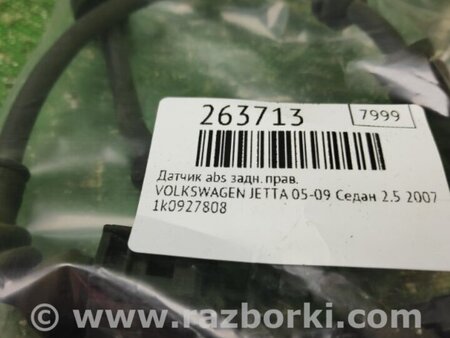 263713
7999
Датчик abs задн. прав.
VOLKSWAGEN JETTA 05-09 Седан 2.5 2007
1k0927808
© www.razborki.com